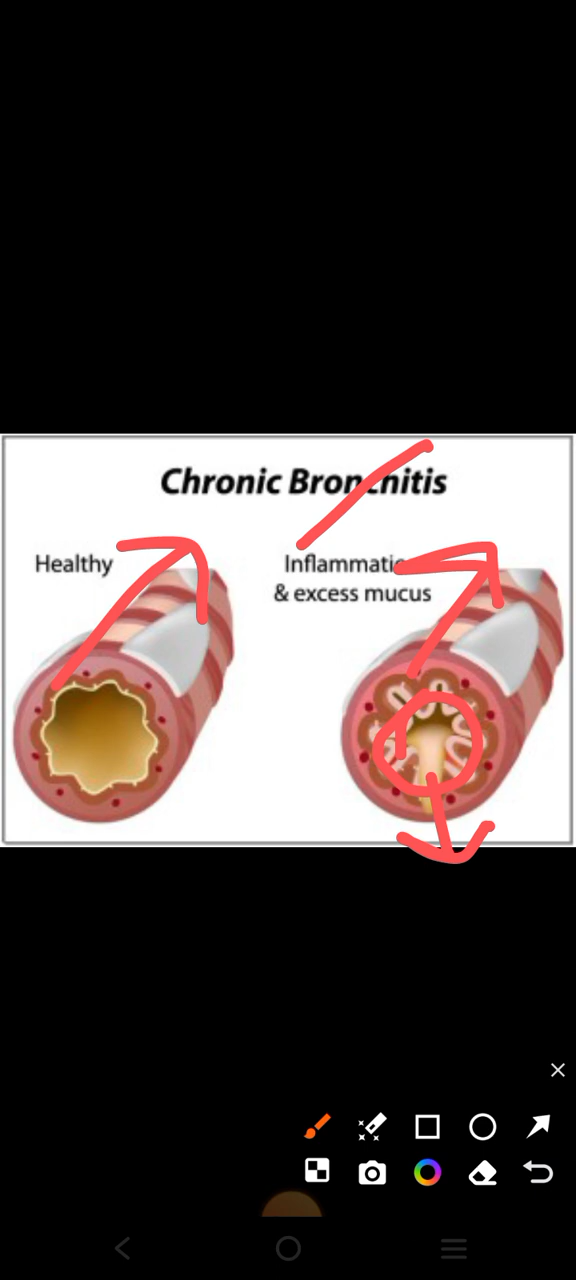 Chronic Bronchitis
Healthy
Inflammation
& excess mucus